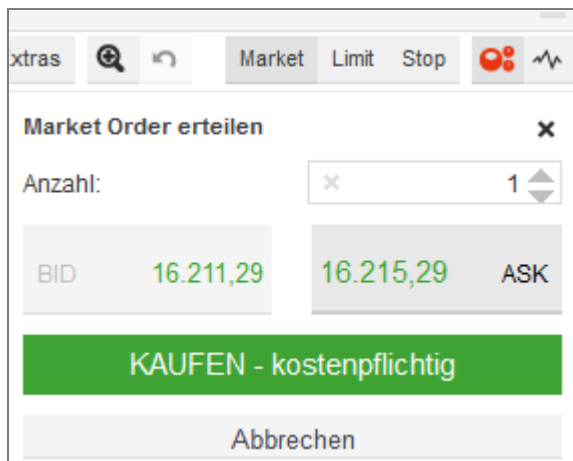 xtras Market Limit Stop
Market Order erteilen
Anzahl: 1
BID 16.211,29 16.215,29 ASK
KAUFEN - kostenpflichtig
Abbrechen